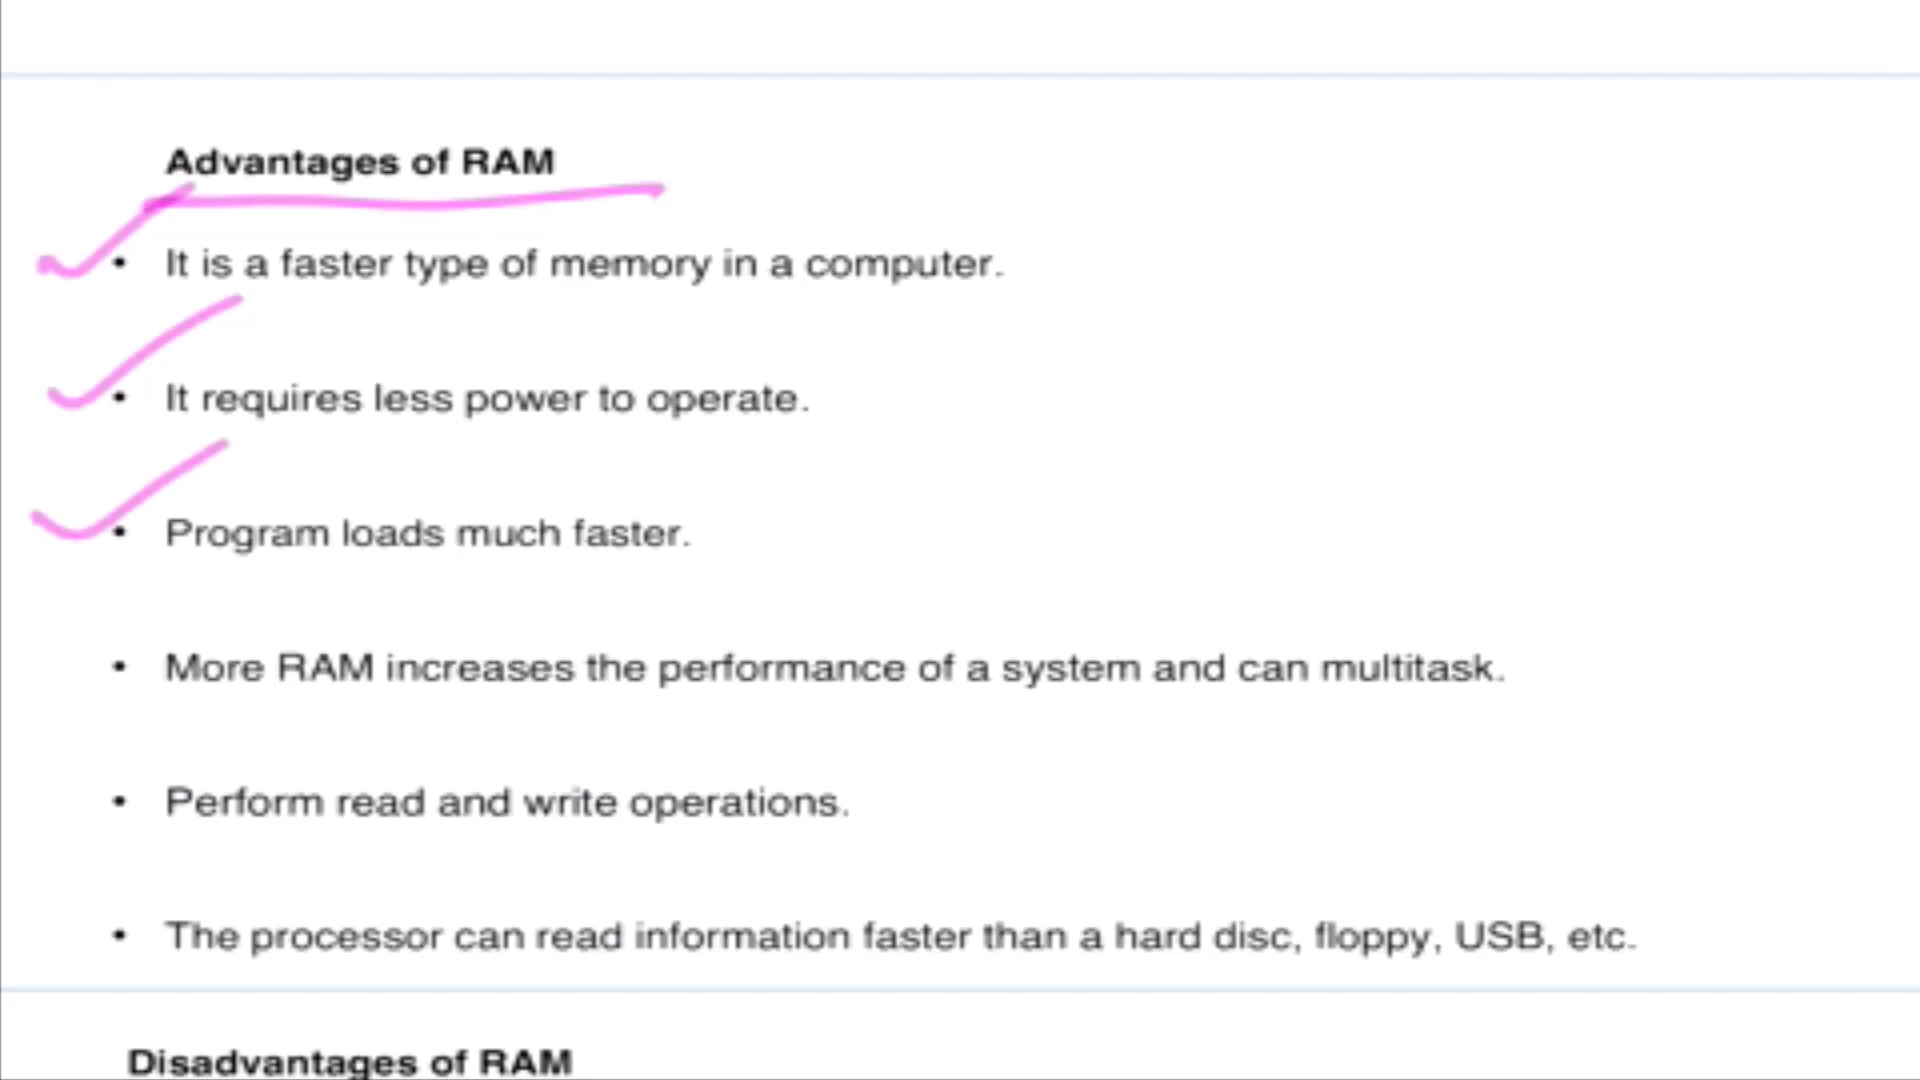 Advantages of RAM
• It is a faster type of memory in a computer.
• It requires less power to operate.
• Program loads much faster.
• More RAM increases the performance of a system and can multitask.
• Perform read and write operations.
• The processor can read information faster than a hard disc, floppy, USB, etc.
Disadvantages of RAM